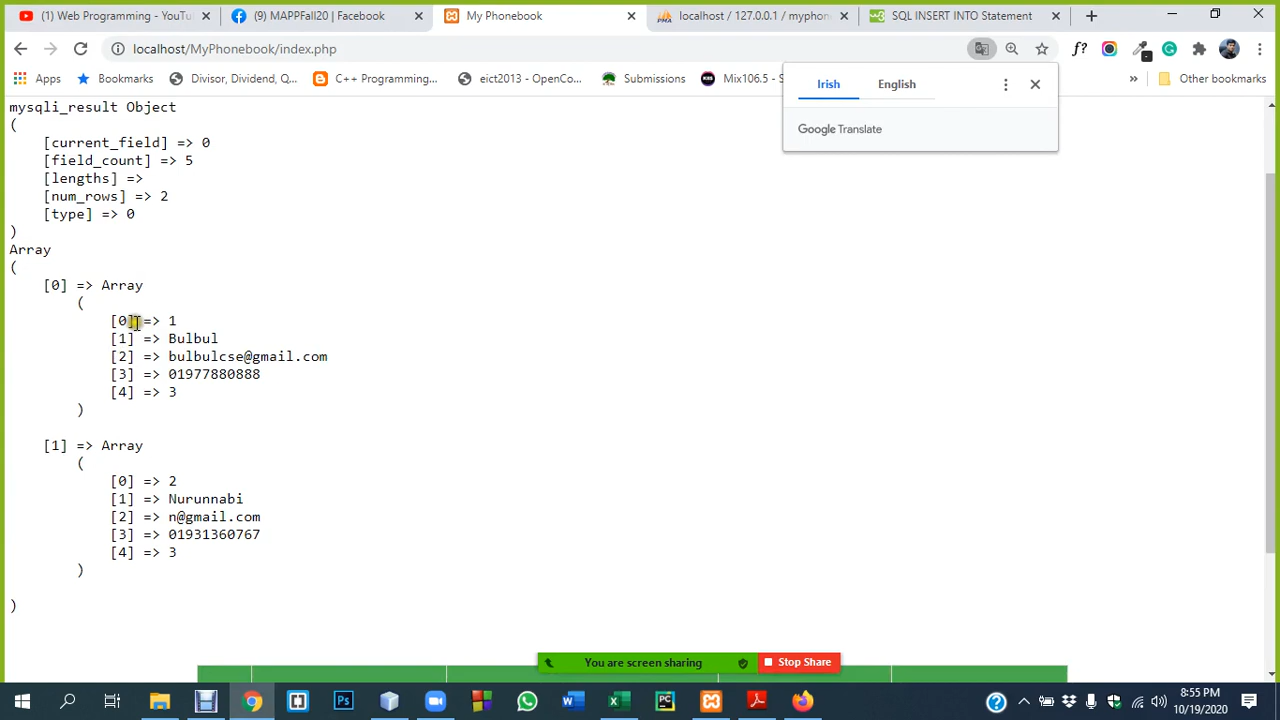 (1) Web Programming - YouTu
(9) MAPPFall20 | Facebook
My Phonebook
localhost / 127.0.0.1 / myphon
SQL INSERT INTO Statement
localhost/MyPhonebook/index.php
f?
Apps
Bookmarks
Divisor, Dividend, Q...
C++ Programming...
eict2013 - OpenCo...
Submissions
Mix106.5 - D
»
Other bookmarks
Irish
English
Google Translate
mysqli_result Object
(
[current_field] => 0
[field_count] => 5
[lengths] =>
[num_rows] => 2
[type] => 0
)
Array
(
[0] => Array
(
[0] => 1
[1] => Bulbul
[2] => bulbulcse@gmail.com
[3] => 01977880888
[4] => 3
)
[1] => Array
(
[0] => 2
[1] => Nurunnabi
[2] => n@gmail.com
[3] => 01931360767
[4] => 3
)
)
You are screen sharing
Stop Share
8:55 PM
10/19/2020